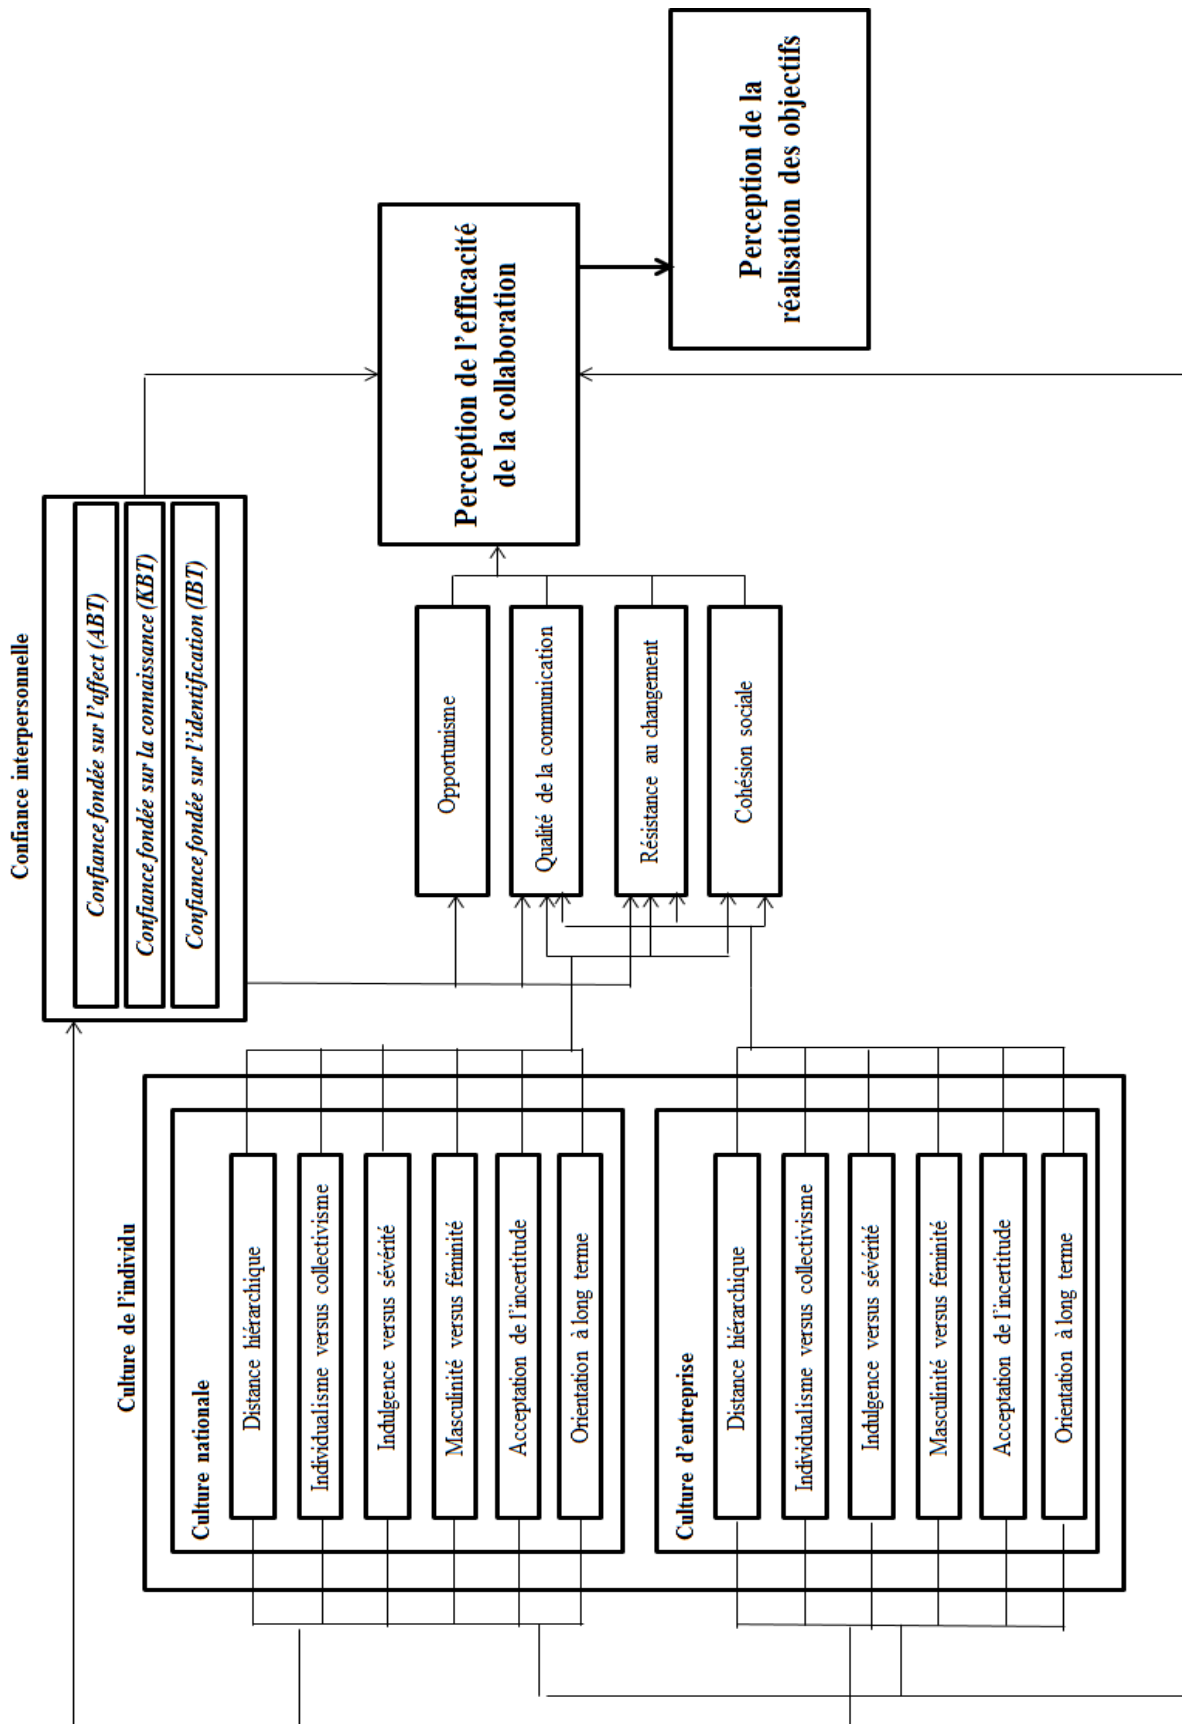 Confiance interpersonnelle
Confiance fondée sur l'affect (ABT)
Confiance fondée sur la connaissance (KBT)
Confiance fondée sur l'identification (IBT)
Culture de l'individu
Culture nationale
Distance hiérarchique
Individualisme versus collectivisme
Indulgence versus sévérité
Masculinité versus féminité
Acceptation de l'incertitude
Orientation à long terme
Culture d'entreprise
Distance hiérarchique
Individualisme versus collectivisme
Indulgence versus sévérité
Masculinité versus féminité
Acceptation de l'incertitude
Orientation à long terme
Opportunisme
Qualité de la communication
Résistance au changement
Cohésion sociale
Perception de l'efficacité
de la collaboration
Perception de la
réalisation des objectifs